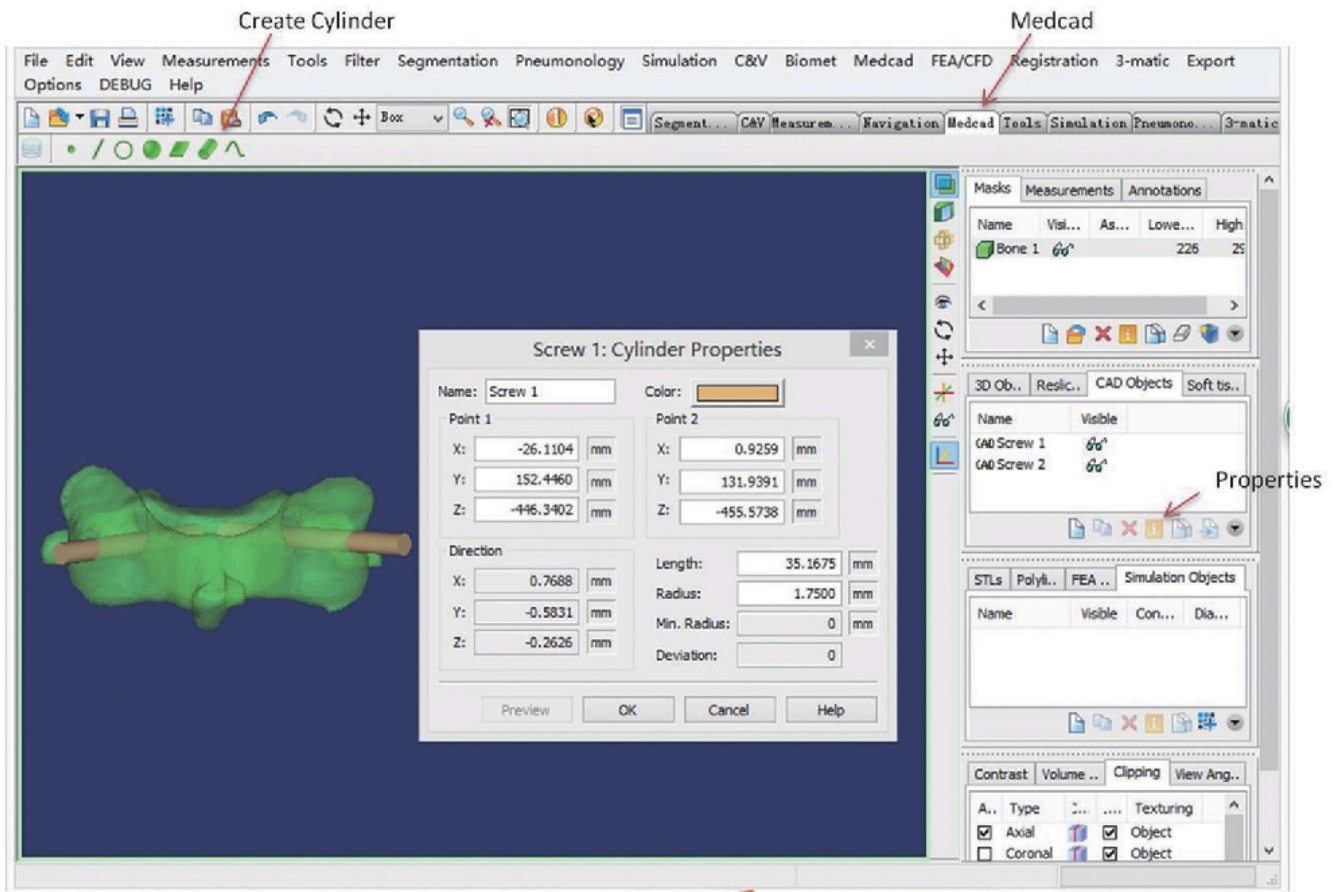 Create Cylinder
Medcad
File Edit View Measurements Tools Filter Segmentation Pneumonology Simulation C&V Biomet Medcad FEA/CFD Registration 3-matic Export
Options DEBUG Help
Box
Segment... C&V Measurem... Navigation Medcad Tools Simulation Pneumono... 3-matic
Masks Measurements Annotations
Name Visi... As... Lowe... High
Bone 1 226 29
Screw 1: Cylinder Properties
Name: Screw 1 Color:
Point 1 Point 2
X: -26.1104 mm X: 0.9259 mm
Y: 152.4460 mm Y: 131.9391 mm
Z: -446.3402 mm Z: -455.5738 mm
Direction
X: 0.7688 mm
Y: -0.5831 mm
Z: -0.2626 mm
Length: 35.1675 mm
Radius: 1.7500 mm
Min. Radius: 0 mm
Deviation: 0
Preview OK Cancel Help
3D Ob.. Reslic.. CAD Objects Soft tis..
Name Visible
CAD Screw 1
CAD Screw 2
Properties
STLs Polyli.. FEA .. Simulation Objects
Name Visible Con... Dia...
Contrast Volume .. Clipping View Ang..
A.. Type .... Texturing
Axial Object
Coronal Object